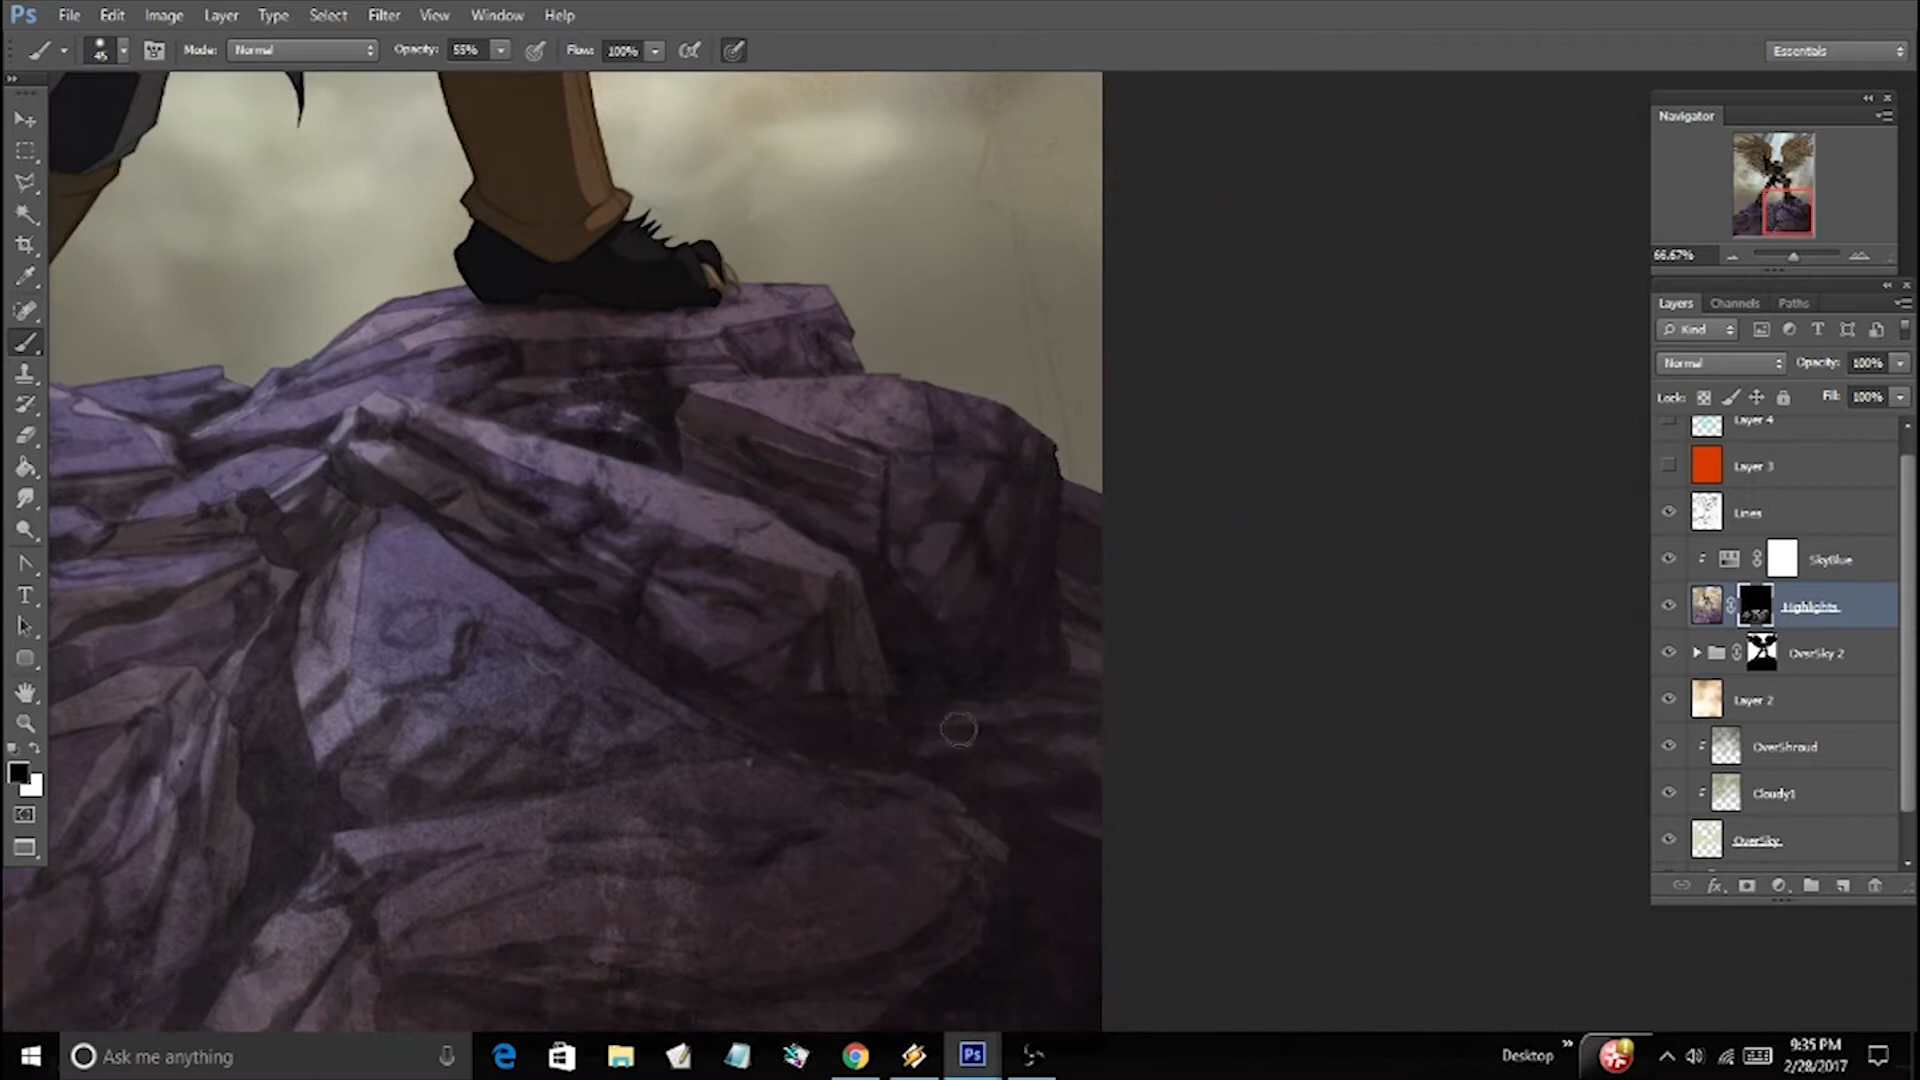 Ps File Edit Image Layer Type Select Filter View Window Help
45 Mode: Normal Opacity: 55% Flow: 100% Essentials
Navigator
66.67%
Layers Channels Paths
Kind
Normal Opacity: 100%
Lock: Fill: 100%
Layer 4
Layer 3
Lines
SkyBlue
Highlights
OverSky 2
Layer 2
OverShroud
Cloudy1
OverSky
Ask me anything
Ps
Desktop
9:35 PM
2/28/2017